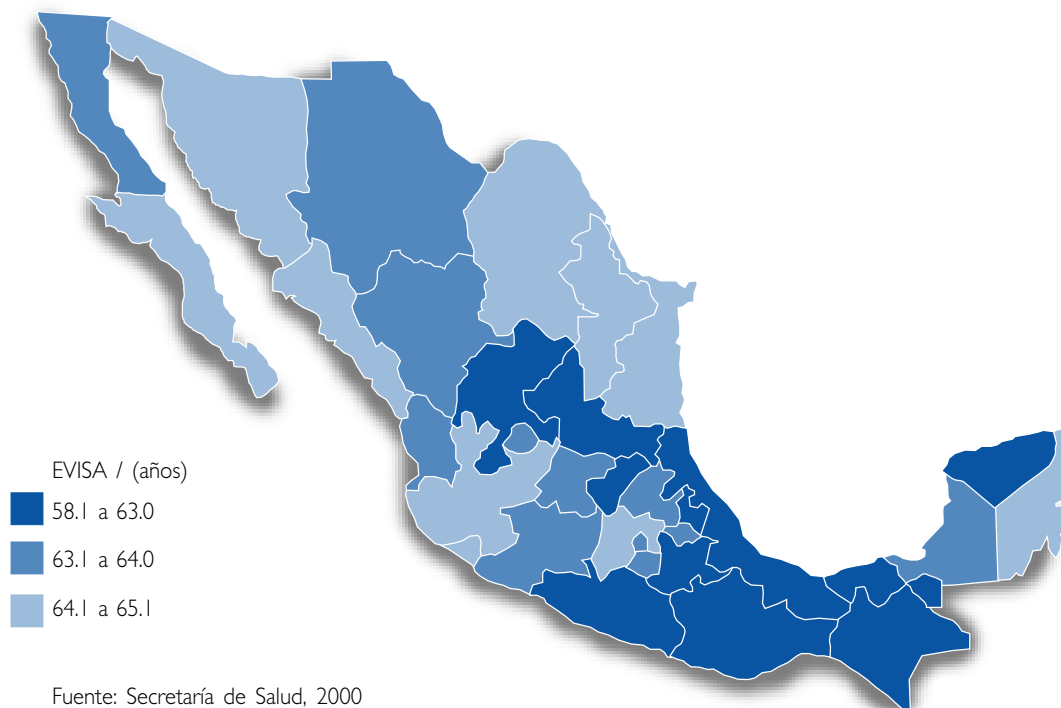 EVISA / (años)
58.1 a 63.0
63.1 a 64.0
64.1 a 65.1
Fuente: Secretaría de Salud, 2000